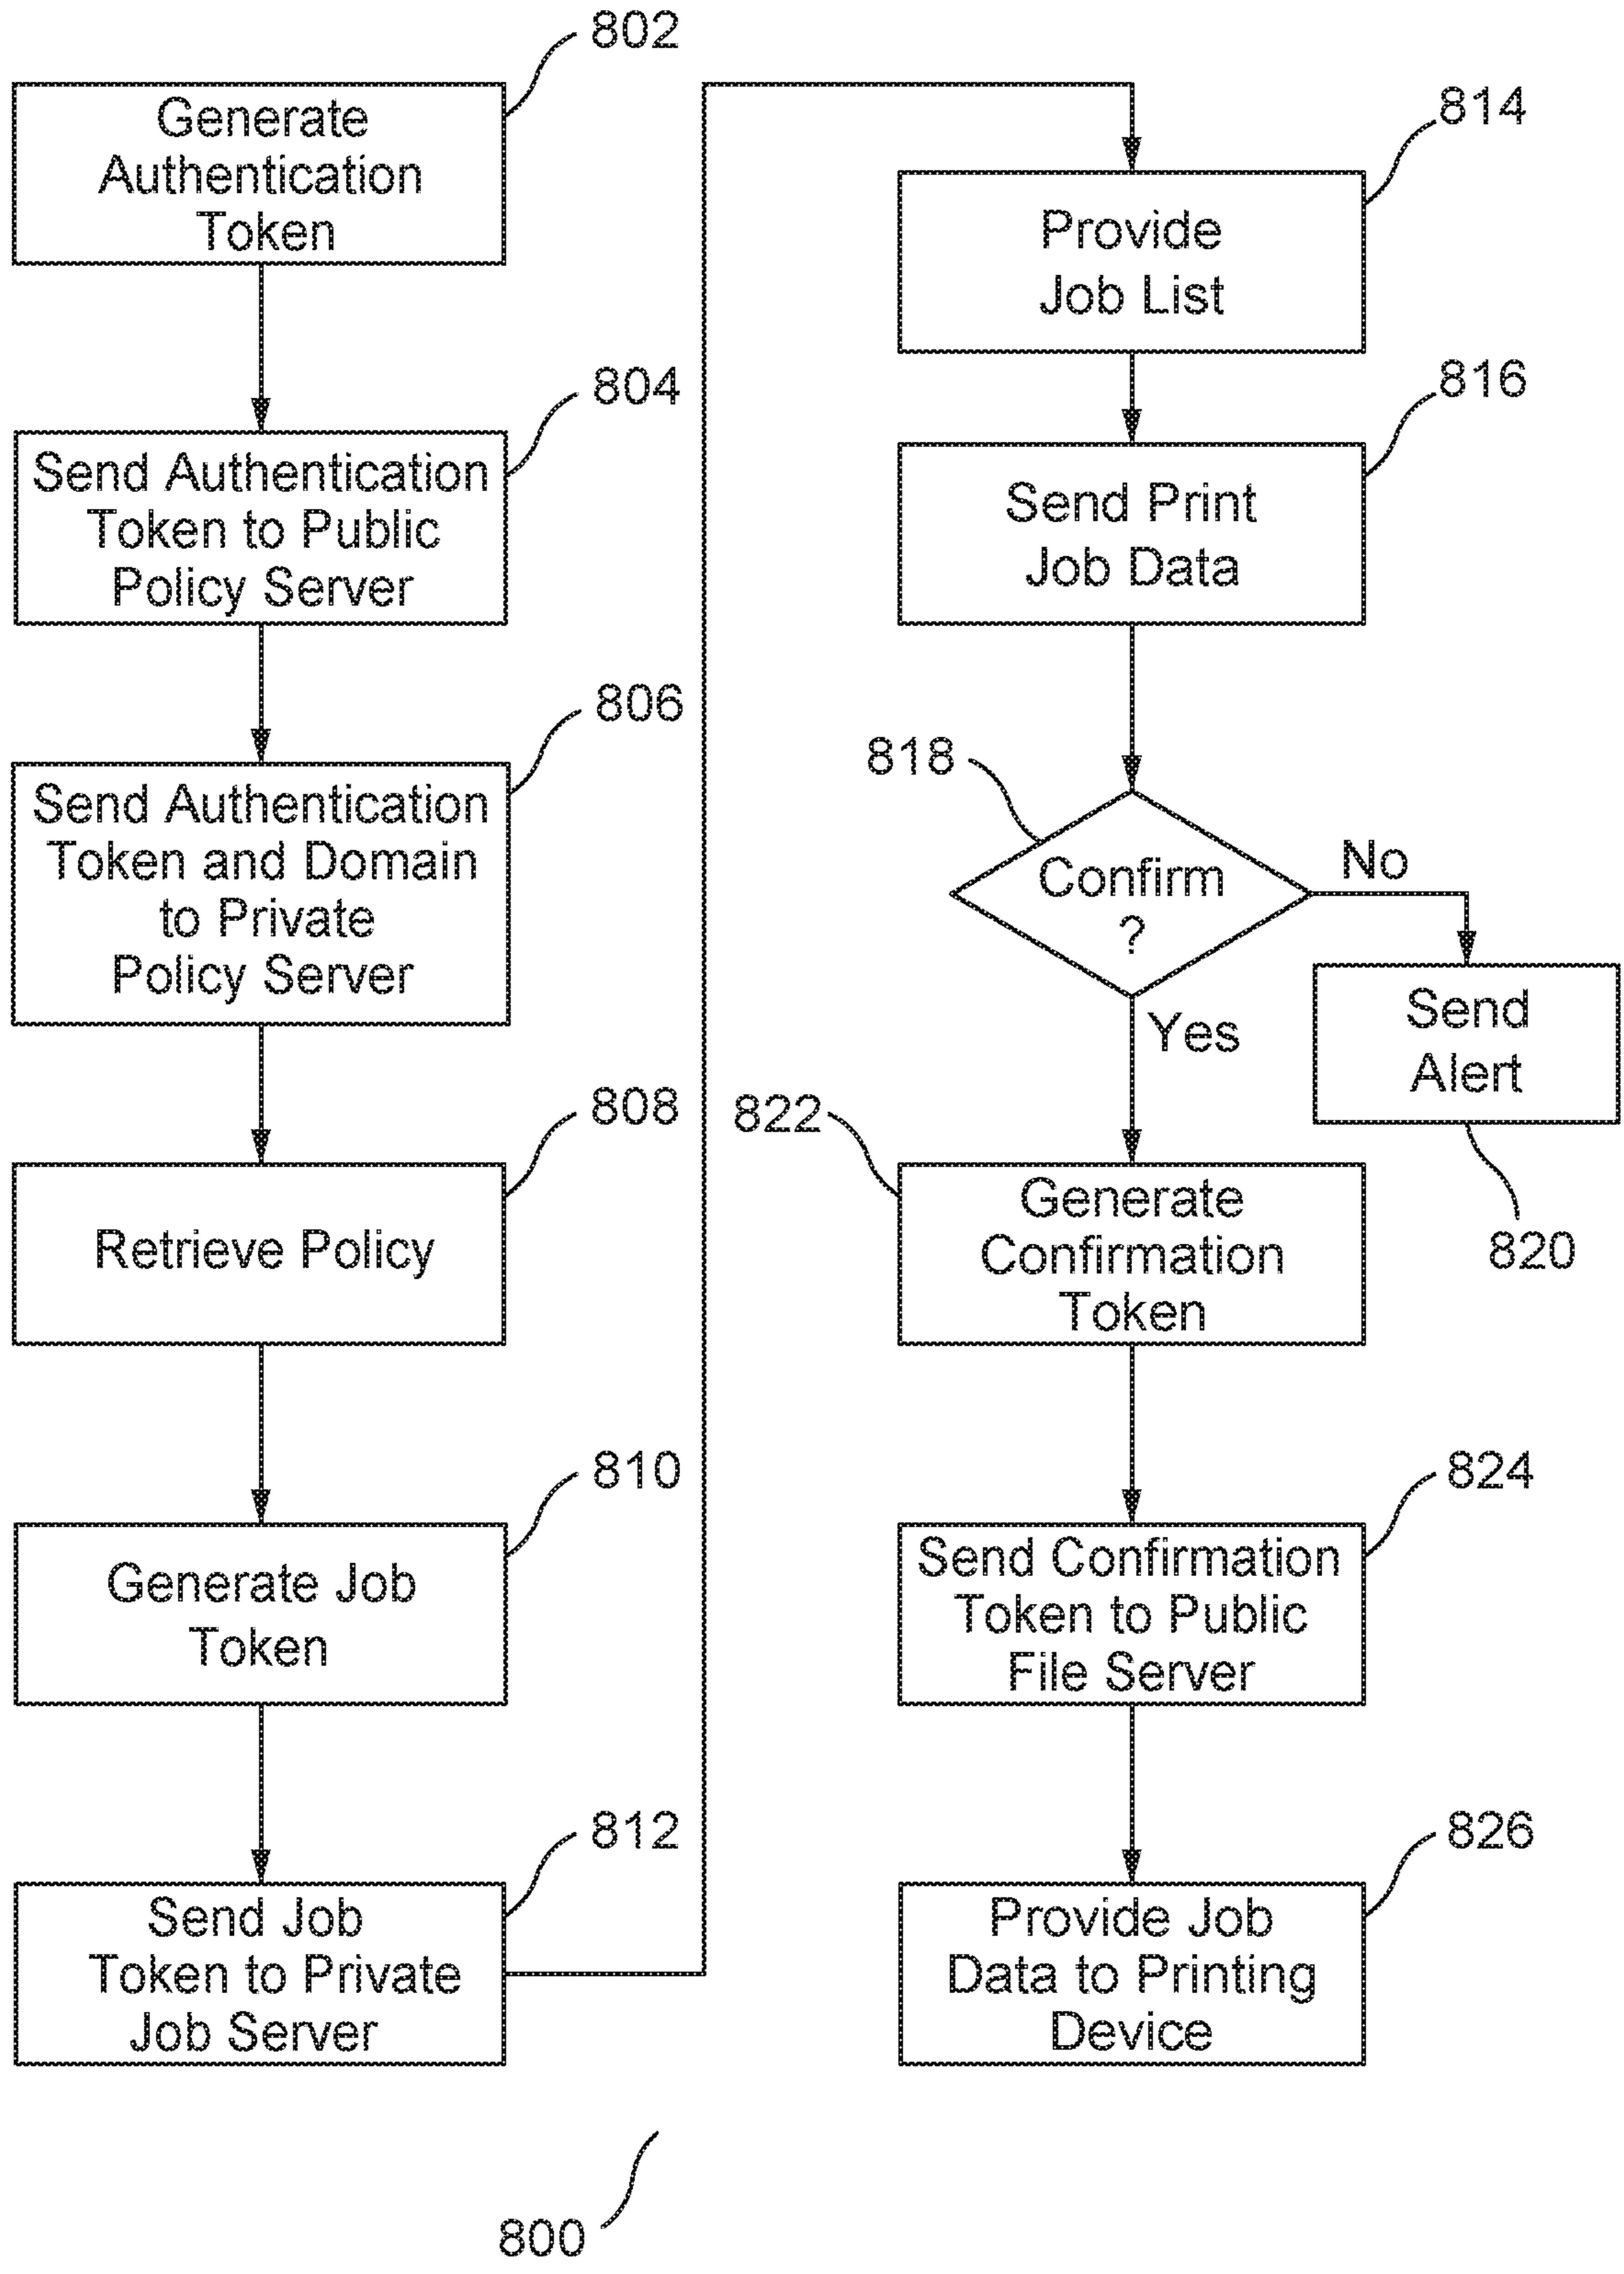 802
Generate
Authentication
Token
804
Send Authentication
Token to Public
Policy Server
806
Send Authentication
Token and Domain
to Private
Policy Server
808
Retrieve Policy
810
Generate Job
Token
812
Send Job
Token to Private
Job Server
814
Provide
Job List
816
Send Print
Job Data
818
Confirm
?
No
Yes
Send
Alert
820
822
Generate
Confirmation
Token
824
Send Confirmation
Token to Public
File Server
826
Provide Job
Data to Printing
Device
800